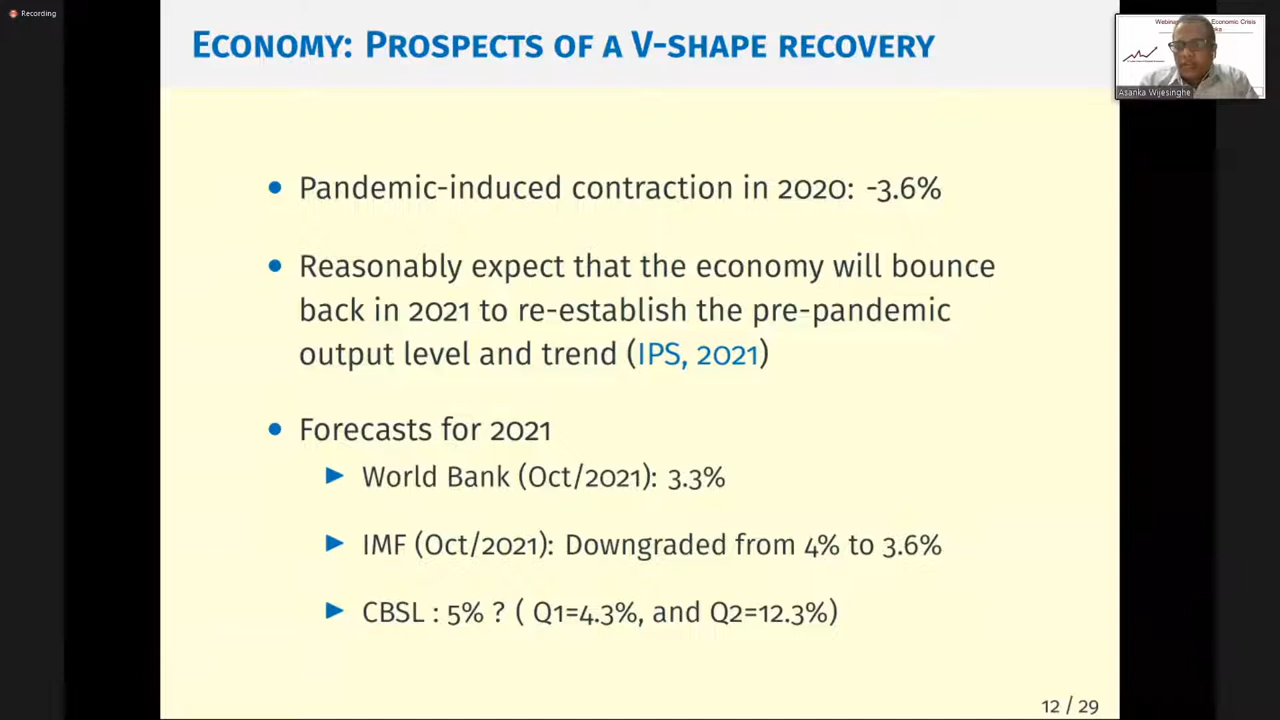 Recording
ECONOMY: PROSPECTS OF A V-SHAPE RECOVERY
Webinar
Economic Crisis
Asanka Wijesinghe
• Pandemic-induced contraction in 2020: -3.6%
• Reasonably expect that the economy will bounce
back in 2021 to re-establish the pre-pandemic
output level and trend (IPS, 2021)
• Forecasts for 2021
▶ World Bank (Oct/2021): 3.3%
▶ IMF (Oct/2021): Downgraded from 4% to 3.6%
▶ CBSL : 5% ? ( Q1=4.3%, and Q2=12.3%)
12 / 29